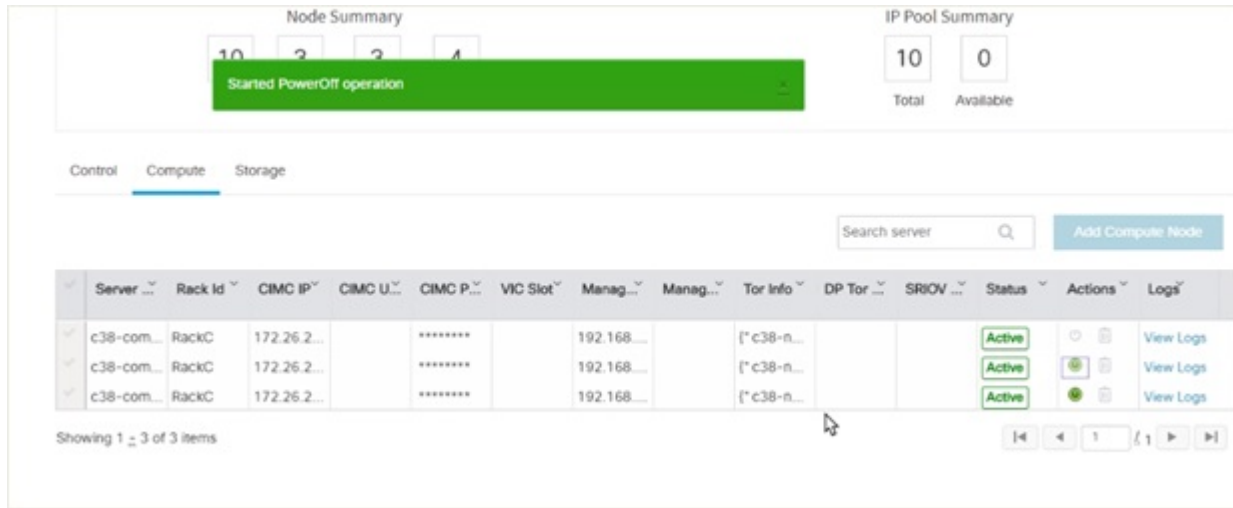 Node Summary
IP Pool Summary
10 3 3 4
10 0
Started PowerOff operation
Total Available
Control Compute Storage
Search server
Add Compute Node
Server ... Rack Id CIMC IP CIMC U... CIMC P... VIC Slot Manag... Manag... Tor Info DP Tor ... SRIOV ... Status Actions Logs
c38-com... RackC 172.26.2... ******** 192.168.... {"c38-n... Active View Logs
c38-com... RackC 172.26.2... ******** 192.168.... {"c38-n... Active View Logs
c38-com... RackC 172.26.2... ******** 192.168.... {"c38-n... Active View Logs
Showing 1 - 3 of 3 items
1 / 1